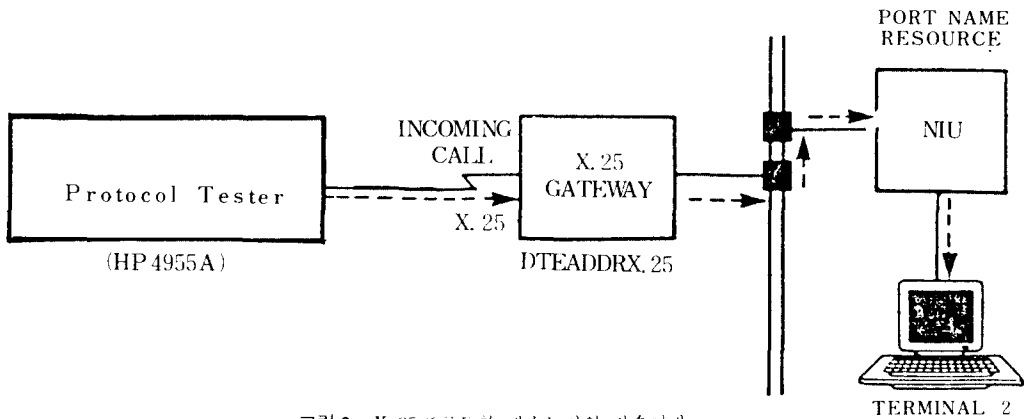 PORT NAME
RESOURCE
INCOMING
CALL
X. 25
GATEWAY
NIU
Protocol Tester
X. 25
(HP 4955A)
DTEADDRX. 25
TERMINAL 2